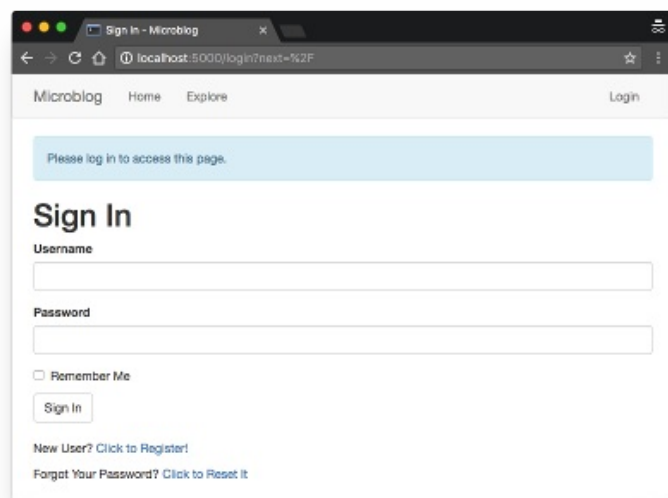 Sign In - Microblog
localhost:5000/login?next=%2F
Microblog Home Explore Login
Please log in to access this page.
Sign In
Username
Password
Remember Me
Sign In
New User? Click to Register!
Forgot Your Password? Click to Reset It